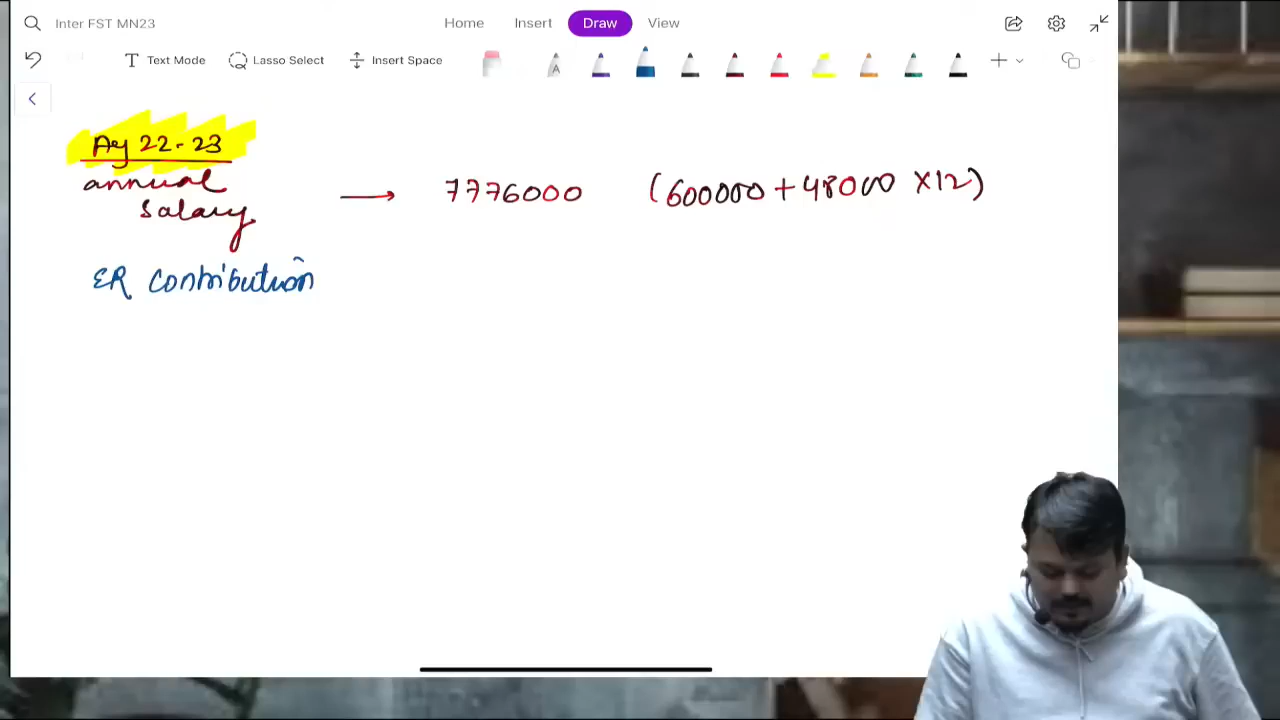 Inter FST MN23
Home Insert Draw View
Text Mode Lasso Select Insert Space
Ay 22-23
annual → 7776000 (600000 + 48000 X12)
salary
ER contribution